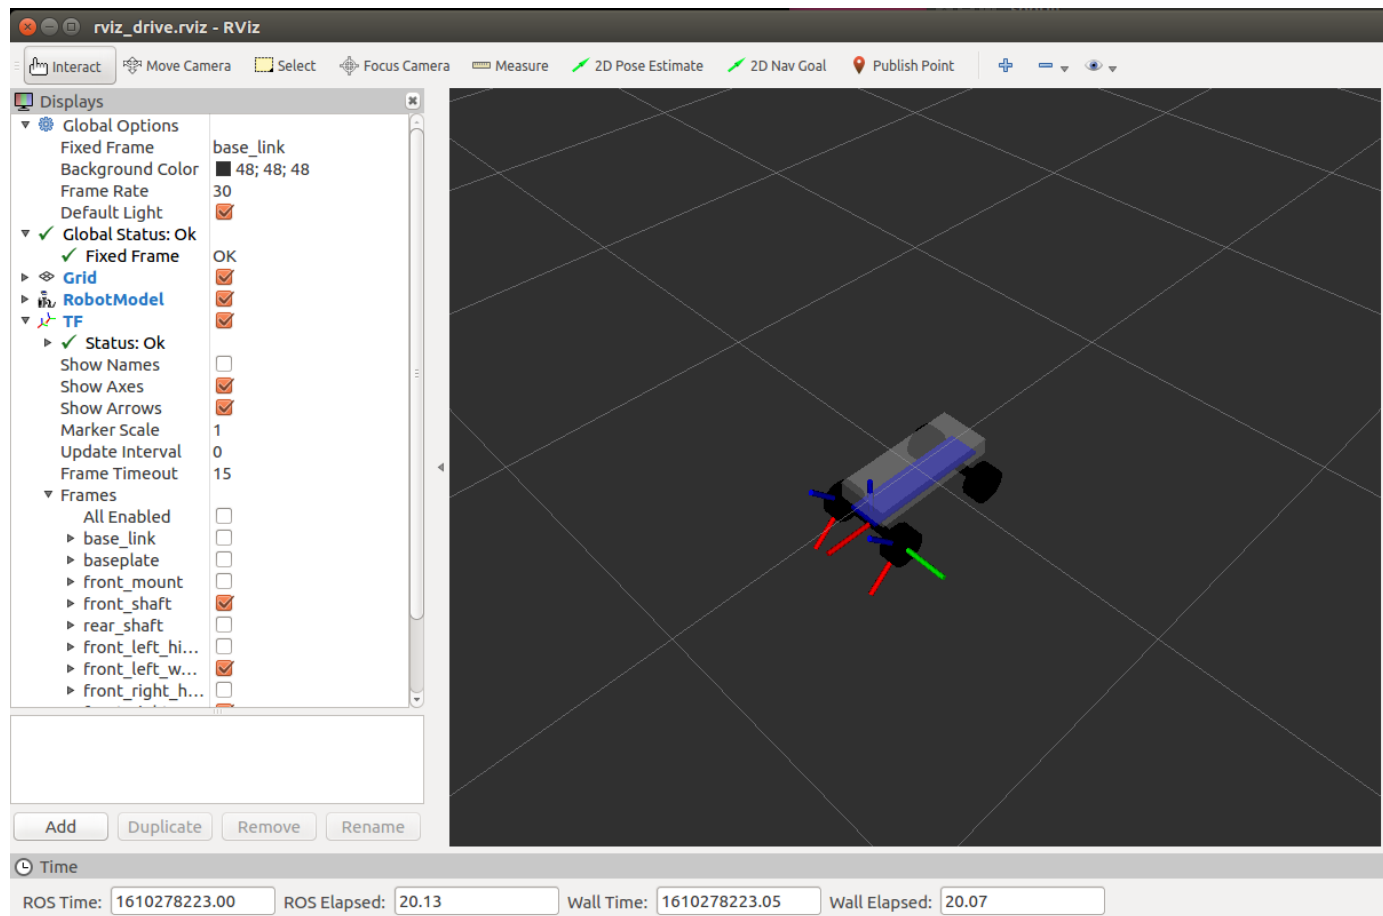 rviz_drive.rviz - RViz
Interact Move Camera Select Focus Camera Measure 2D Pose Estimate 2D Nav Goal Publish Point
Displays
Global Options
Fixed Frame base_link
Background Color 48; 48; 48
Frame Rate 30
Default Light
Global Status: Ok
Fixed Frame OK
Grid
RobotModel
TF
Status: Ok
Show Names
Show Axes
Show Arrows
Marker Scale 1
Update Interval 0
Frame Timeout 15
Frames
All Enabled
base_link
baseplate
front_mount
front_shaft
rear_shaft
front_left_hi...
front_left_w...
front_right_h...
Add Duplicate Remove Rename
Time
ROS Time: 1610278223.00 ROS Elapsed: 20.13 Wall Time: 1610278223.05 Wall Elapsed: 20.07